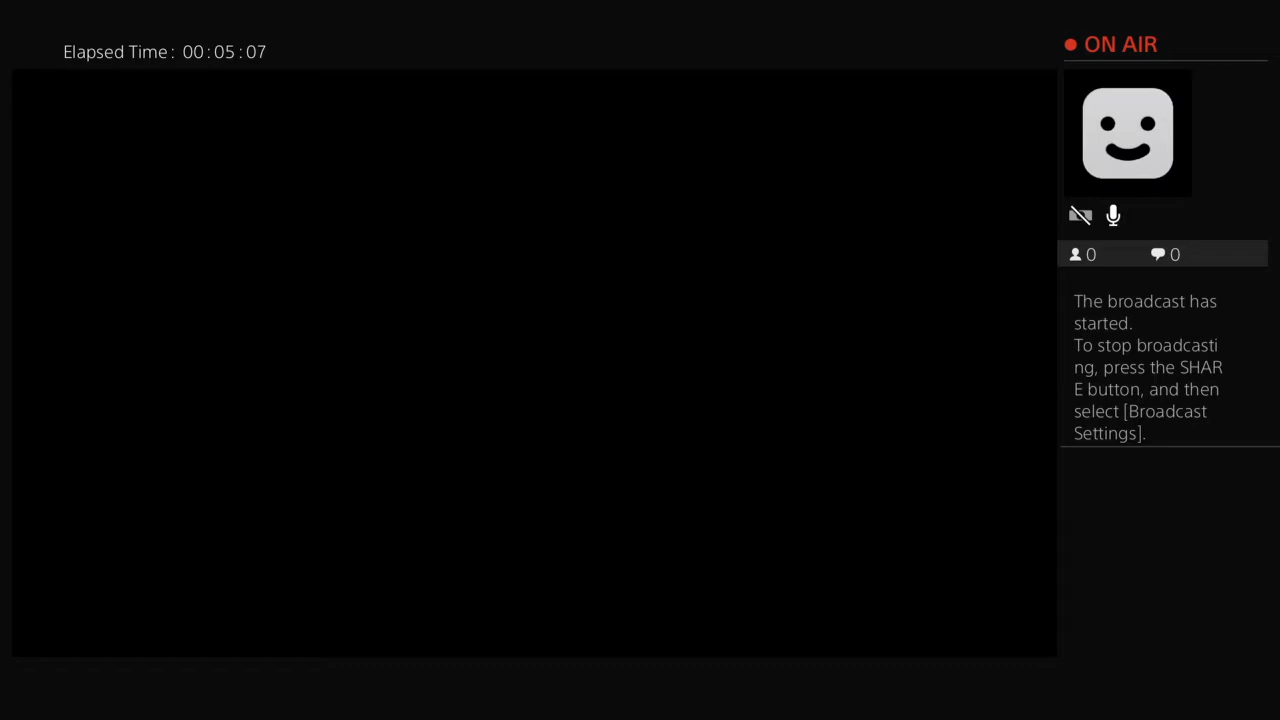 Elapsed Time: 00:05:07
ON AIR
0 0
The broadcast has
started.
To stop broadcasti
ng, press the SHAR
E button, and then
select [Broadcast
Settings].